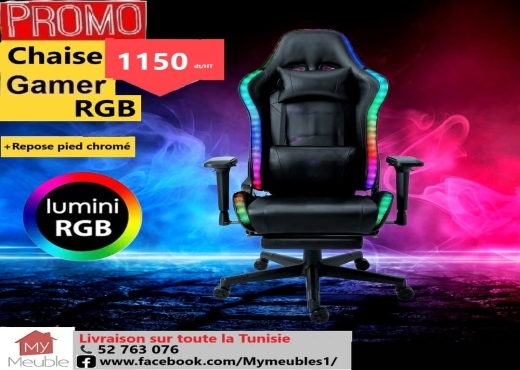 PROMO
Chaise
Gamer
RGB
1150 dt/HT
+Repose pied chromé
lumini
RGB
My
Meuble
Livraison sur toute la Tunisie
52 763 076
www.facebook.com/Mymeubles1/